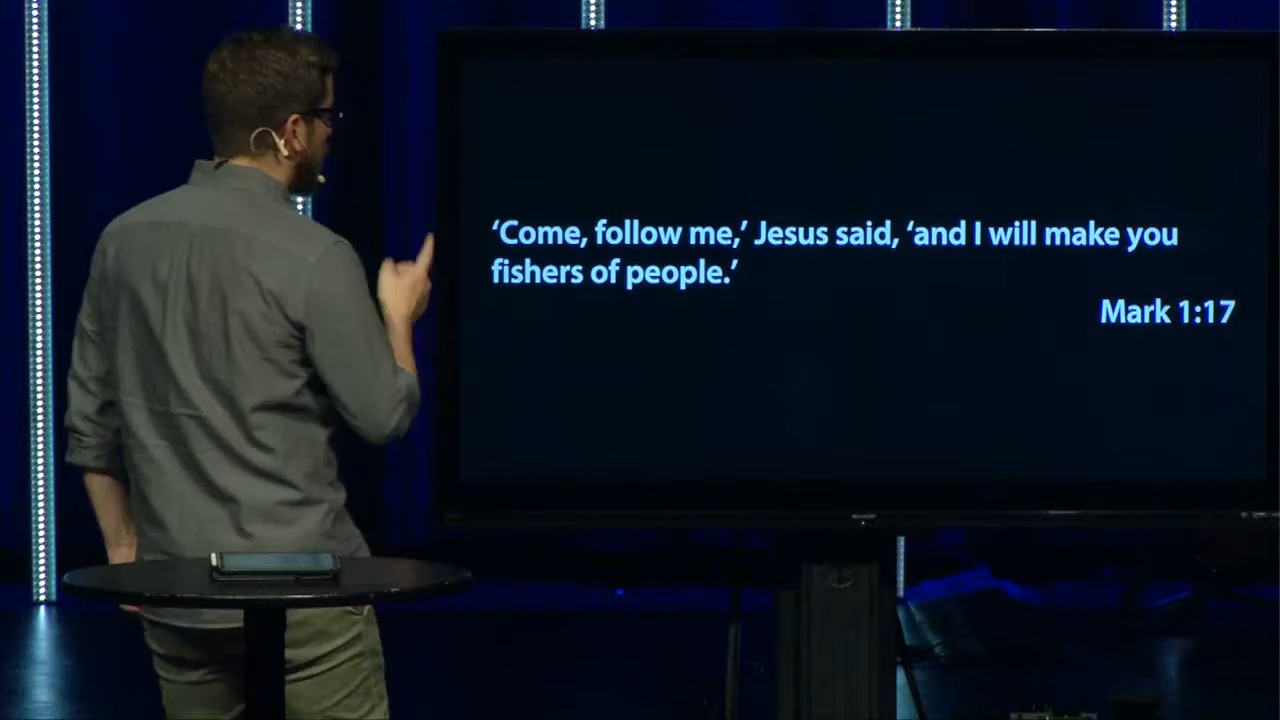 ‘Come, follow me,’ Jesus said, ‘and I will make you
fishers of people.’
Mark 1:17